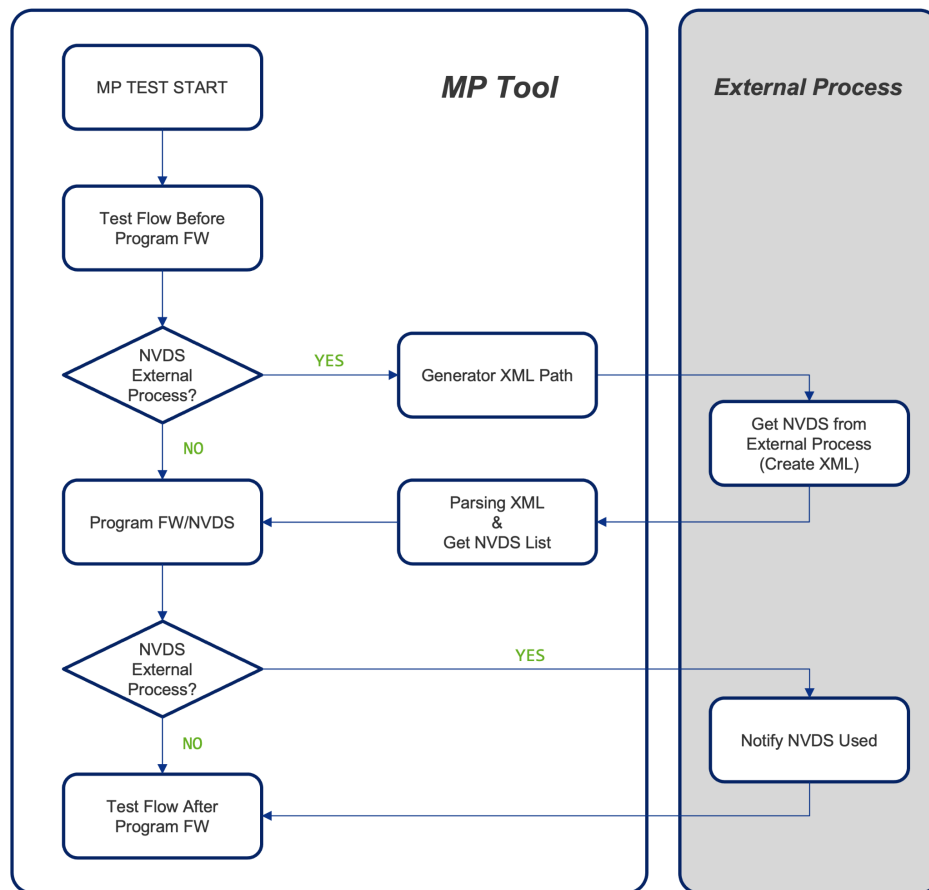 MP Tool
External Process
MP TEST START
Test Flow Before
Program FW
NVDS
External
Process?
YES
Generator XML Path
Get NVDS from
External Process
(Create XML)
NO
Program FW/NVDS
Parsing XML
&
Get NVDS List
NVDS
External
Process?
YES
Notify NVDS Used
NO
Test Flow After
Program FW